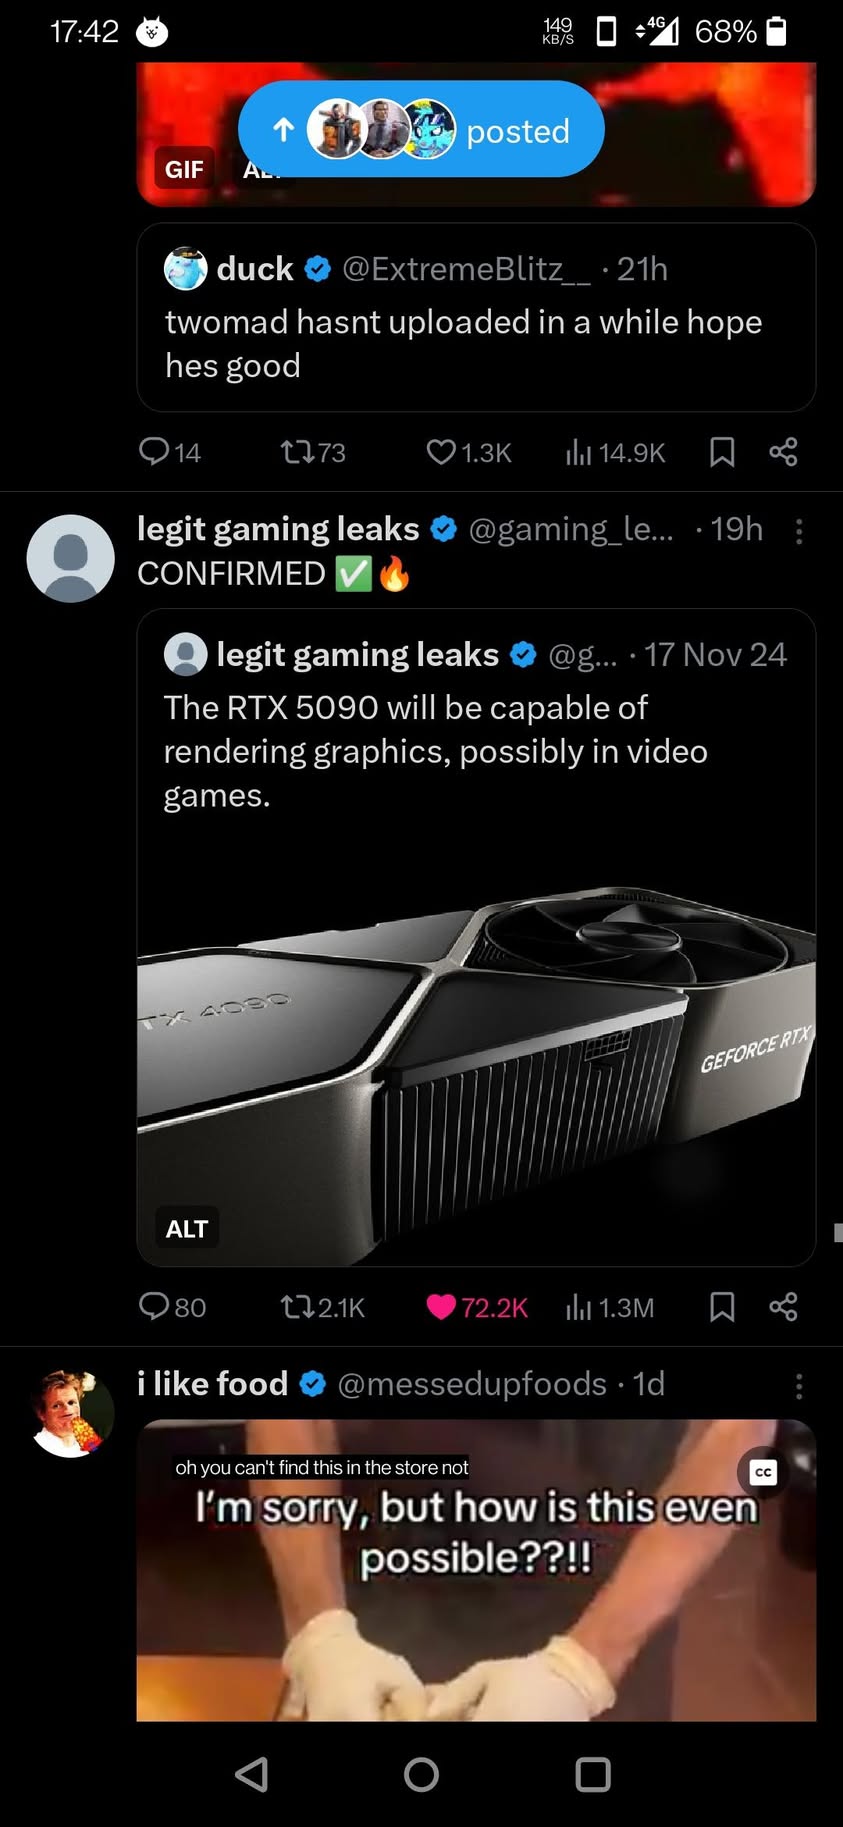 17:42
149
KB/S
4G
68%
posted
GIF
duck @ExtremeBlitz__ · 21h
twomad hasnt uploaded in a while hope
hes good
14 73 1.3K 14.9K
legit gaming leaks @gaming_le... · 19h
CONFIRMED ✅🔥
legit gaming leaks @g... · 17 Nov 24
The RTX 5090 will be capable of
rendering graphics, possibly in video
games.
TX 4090
GEFORCE RTX
ALT
80 2.1K 72.2K 1.3M
i like food @messedupfoods · 1d
oh you can't find this in the store not
cc
I'm sorry, but how is this even
possible??!!